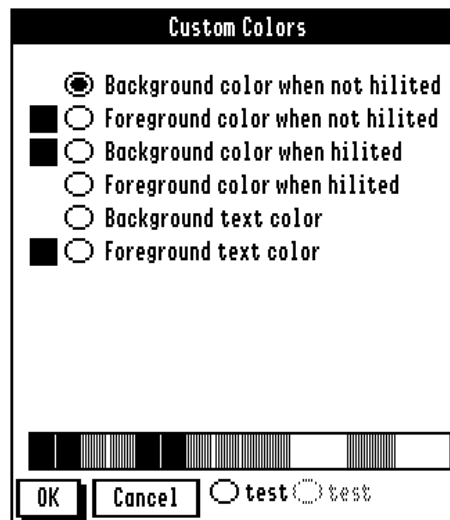 Custom Colors
Background color when not hilited
Foreground color when not hilited
Background color when hilited
Foreground color when hilited
Background text color
Foreground text color
OK Cancel test test